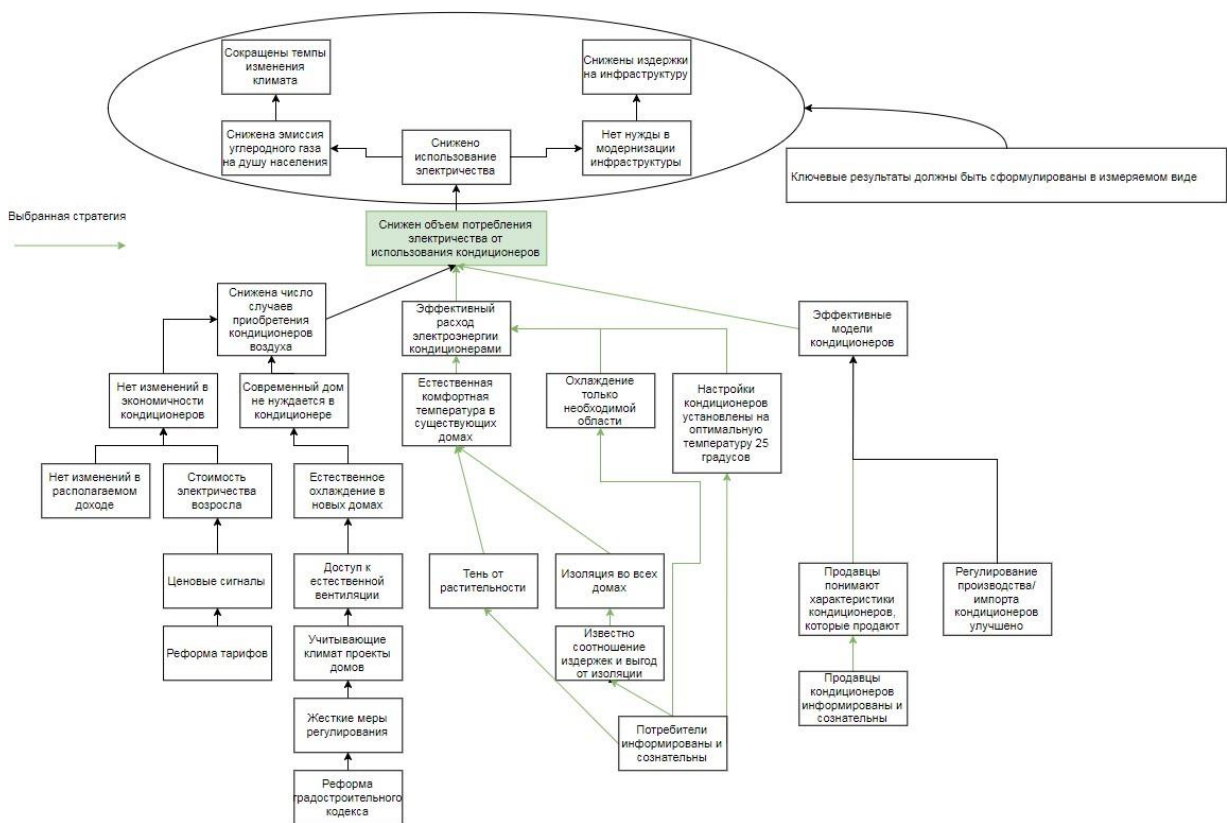 Сокращены темпы
изменения
климата
Снижены издержки
на инфраструктуру
Снижена эмиссия
углеродного газа
на душу населения
Снижено
использование
электричества
Нет нужды в
модернизации
инфраструктуры
Ключевые результаты должны быть сформулированы в измеряемом виде
Выбранная стратегия
Снижен объем потребления
электричества от
использования кондиционеров
Снижена число
случаев
приобретения
кондиционеров
воздуха
Эффективный
расход
электроэнергии
кондиционерами
Эффективные
модели
кондиционеров
Нет изменений в
экономичности
кондиционеров
Современный дом
не нуждается в
кондиционере
Естественная
комфортная
температура в
существующих
домах
Охлаждение
только
необходимой
области
Настройки
кондиционеров
установлены на
оптимальную
температуру 25
градусов
Нет изменений в
располагаемом
доходе
Стоимость
электричества
возросла
Естественное
охлаждение в
новых домах
Ценовые сигналы
Доступ к
естественной
вентиляции
Тень от
растительности
Изоляция во всех
домах
Продавцы
понимают
характеристики
кондиционеров,
которые продают
Регулирование
производства/
импорта
кондиционеров
улучшено
Реформа тарифов
Учитывающие
климат проекты
домов
Известно
соотношение
издержек и выгод
от изоляции
Продавцы
кондиционеров
информированы и
сознательны
Жесткие меры
регулирования
Потребители
информированы и
сознательны
Реформа
градостроительного
кодекса